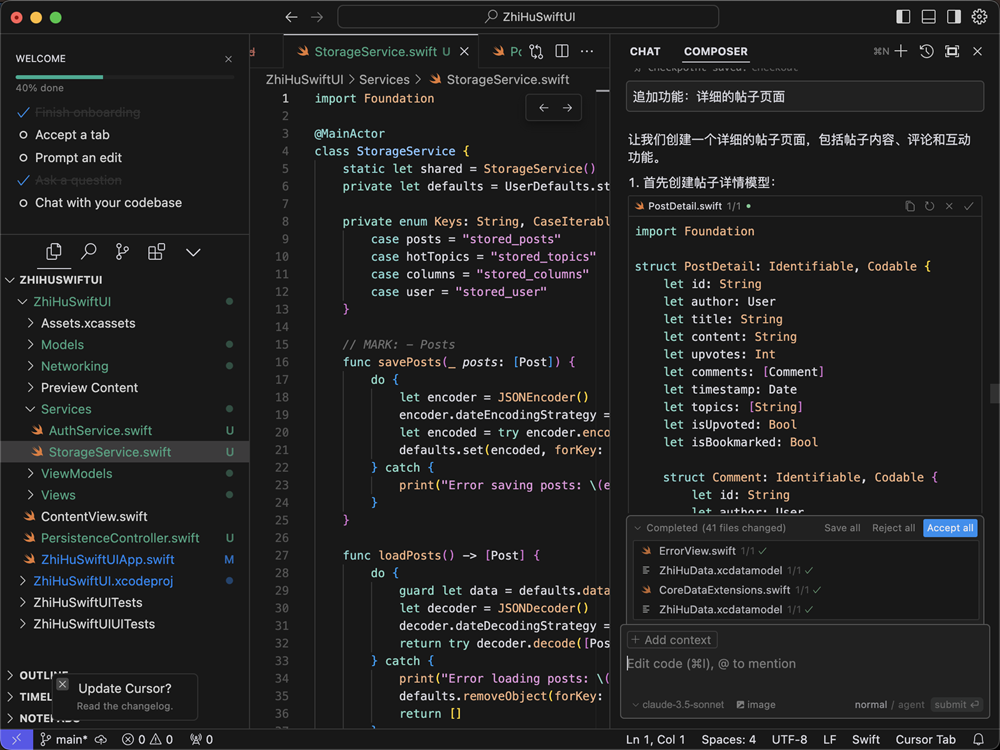 ZhiHuSwiftUI
WELCOME
40% done
Finish onboarding
Accept a tab
Prompt an edit
Ask a question
Chat with your codebase
ZHIHUSWIFTUI
ZhiHuSwiftUI
Assets.xcassets
Models
Networking
Preview Content
Services
AuthService.swift U
StorageService.swift U
ViewModels
Views
ContentView.swift
PersistenceController.swift U
ZhiHuSwiftUIApp.swift M
ZhiHuSwiftUI.xcodeproj
ZhiHuSwiftUITests
ZhiHuSwiftUIUITests
OUTLINE
TIMEL
Update Cursor?
Read the changelog.
StorageService.swift U
ZhiHuSwiftUI > Services > StorageService.swift
1 import Foundation
2
3 @MainActor
4 class StorageService {
5 static let shared = StorageService()
6 private let defaults = UserDefaults.st
7
8 private enum Keys: String, CaseIterabl
9 case posts = "stored_posts"
10 case hotTopics = "stored_topics"
11 case columns = "stored_columns"
12 case user = "stored_user"
13 }
14
15 // MARK: - Posts
16 func savePosts(_ posts: [Post]) {
17 do {
18 let encoder = JSONEncoder()
19 encoder.dateEncodingStrategy =
20 let encoded = try encoder.enco
21 defaults.set(encoded, forKey:
22 } catch {
23 print("Error saving posts: \(e
24 }
25 }
26
27 func loadPosts() -> [Post] {
28 do {
29 guard let data = defaults.data
30 let decoder = JSONDecoder()
31 decoder.dateDecodingStrategy =
32 return try decoder.decode([Pos
33 } catch {
34 print("Error loading posts: \(
35 defaults.removeObject(forKey:
36 return []
CHAT COMPOSER ⌘N
追加功能：详细的帖子页面
让我们创建一个详细的帖子页面，包括帖子内容、评论和互动
功能。
1. 首先创建帖子详情模型：
PostDetail.swift 1/1
import Foundation
struct PostDetail: Identifiable, Codable {
let id: String
let author: User
let title: String
let content: String
let upvotes: Int
let comments: [Comment]
let timestamp: Date
let topics: [String]
let isUpvoted: Bool
let isBookmarked: Bool
struct Comment: Identifiable, Codable {
let id: String
let author: User
Completed (41 files changed) Save all Reject all Accept all
ErrorView.swift 1/1
ZhiHuData.xcdatamodel 1/1
CoreDataExtensions.swift 1/1
ZhiHuData.xcdatamodel 1/1
+ Add context
Edit code (⌘I), @ to mention
claude-3.5-sonnet image normal / agent submit
main* 0 0 0 Ln 1, Col 1 Spaces: 4 UTF-8 LF Swift Cursor Tab